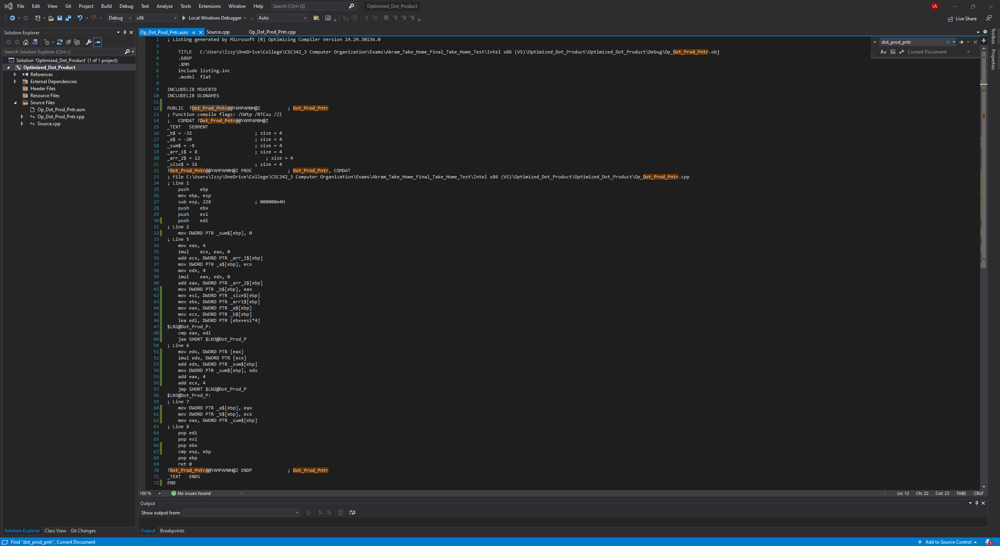 File Edit View Git Project Build Debug Test Analyze Tools Extensions Window Help Search (Ctrl+Q) Optimized_Dot_Product IA
Debug x86 Local Windows Debugger Auto Live Share
Solution Explorer
Search Solution Explorer (Ctrl+;)
Solution 'Optimized_Dot_Product' (1 of 1 project)
Optimized_Dot_Product
References
External Dependencies
Header Files
Resource Files
Source Files
Op_Dot_Prod_Pntr.asm
Op_Dot_Prod_Pntr.cpp
Source.cpp
Solution Explorer Class View Git Changes
Op_Dot_Prod_Pntr.asm Source.cpp Op_Dot_Prod_Pntr.cpp
dot_prod_pntr
Aa Ab Current Document
Toolbox
Properties
1 ; Listing generated by Microsoft (R) Optimizing Compiler Version 19.29.30136.0
2
3 TITLE C:\Users\Izzy\OneDrive\College\CSC342_3 Computer Organization\Exams\Akram_Take_Home_Final_Take_Home_Test\Intel x86 (VS)\Optimized_Dot_Product\Optimized_Dot_Product\Debug\Op_Dot_Prod_Pntr.obj
4 .686P
5 .XMM
6 include listing.inc
7 .model flat
8
9 INCLUDELIB MSVCRTD
10 INCLUDELIB OLDNAMES
11
12 PUBLIC ?Dot_Prod_Pntr@@YAMPAM0H@Z ; Dot_Prod_Pntr
13 ; Function compile flags: /Odtp /RTCsu /ZI
14 ; COMDAT ?Dot_Prod_Pntr@@YAMPAM0H@Z
15 _TEXT SEGMENT
16 _b$ = -32 ; size = 4
17 _a$ = -20 ; size = 4
18 _sum$ = -8 ; size = 4
19 _arr_1$ = 8 ; size = 4
20 _arr_2$ = 12 ; size = 4
21 _size$ = 16 ; size = 4
22 ?Dot_Prod_Pntr@@YAMPAM0H@Z PROC ; Dot_Prod_Pntr, COMDAT
23 ; File C:\Users\Izzy\OneDrive\College\CSC342_3 Computer Organization\Exams\Akram_Take_Home_Final_Take_Home_Test\Intel x86 (VS)\Optimized_Dot_Product\Optimized_Dot_Product\Op_Dot_Prod_Pntr.cpp
24 ; Line 1
25 push ebp
26 mov ebp, esp
27 sub esp, 228 ; 000000e4H
28 push ebx
29 push esi
30 push edi
31 ; Line 2
32 mov DWORD PTR _sum$[ebp], 0
33 ; Line 5
34 mov eax, 4
35 imul ecx, eax, 0
36 add ecx, DWORD PTR _arr_1$[ebp]
37 mov DWORD PTR _a$[ebp], ecx
38 mov edx, 4
39 imul eax, edx, 0
40 add eax, DWORD PTR _arr_2$[ebp]
41 mov DWORD PTR _b$[ebp], eax
42 mov esi, DWORD PTR _size$[ebp]
43 mov ebx, DWORD PTR _arr1$[ebp]
44 mov eax, DWORD PTR _a$[ebp]
45 mov ecx, DWORD PTR _b$[ebp]
46 lea edi, DWORD PTR [ebx+esi*4]
47 $LN2@Dot_Prod_P:
48 cmp eax, edi
49 jae SHORT $LN3@Dot_Prod_P
50 ; Line 6
51 mov edx, DWORD PTR [eax]
52 imul edx, DWORD PTR [ecx]
53 add edx, DWORD PTR _sum$[ebp]
54 mov DWORD PTR _sum$[ebp], edx
55 add eax, 4
56 add ecx, 4
57 jmp SHORT $LN2@Dot_Prod_P
58 $LN3@Dot_Prod_P:
59 ; Line 7
60 mov DWORD PTR _a$[ebp], eax
61 mov DWORD PTR _b$[ebp], ecx
62 mov eax, DWORD PTR _sum$[ebp]
63 ; Line 8
64 pop edi
65 pop esi
66 pop ebx
67 cmp esp, ebp
68 pop ebp
69 ret 0
70 ?Dot_Prod_Pntr@@YAMPAM0H@Z ENDP ; Dot_Prod_Pntr
71 _TEXT ENDS
72 END
100 % No issues found Ln: 12 Ch: 22 Col: 23 TABS CRLF
Output
Show output from:
Output Breakpoints
Find "dot_prod_pntr", Current Document Add to Source Control 1